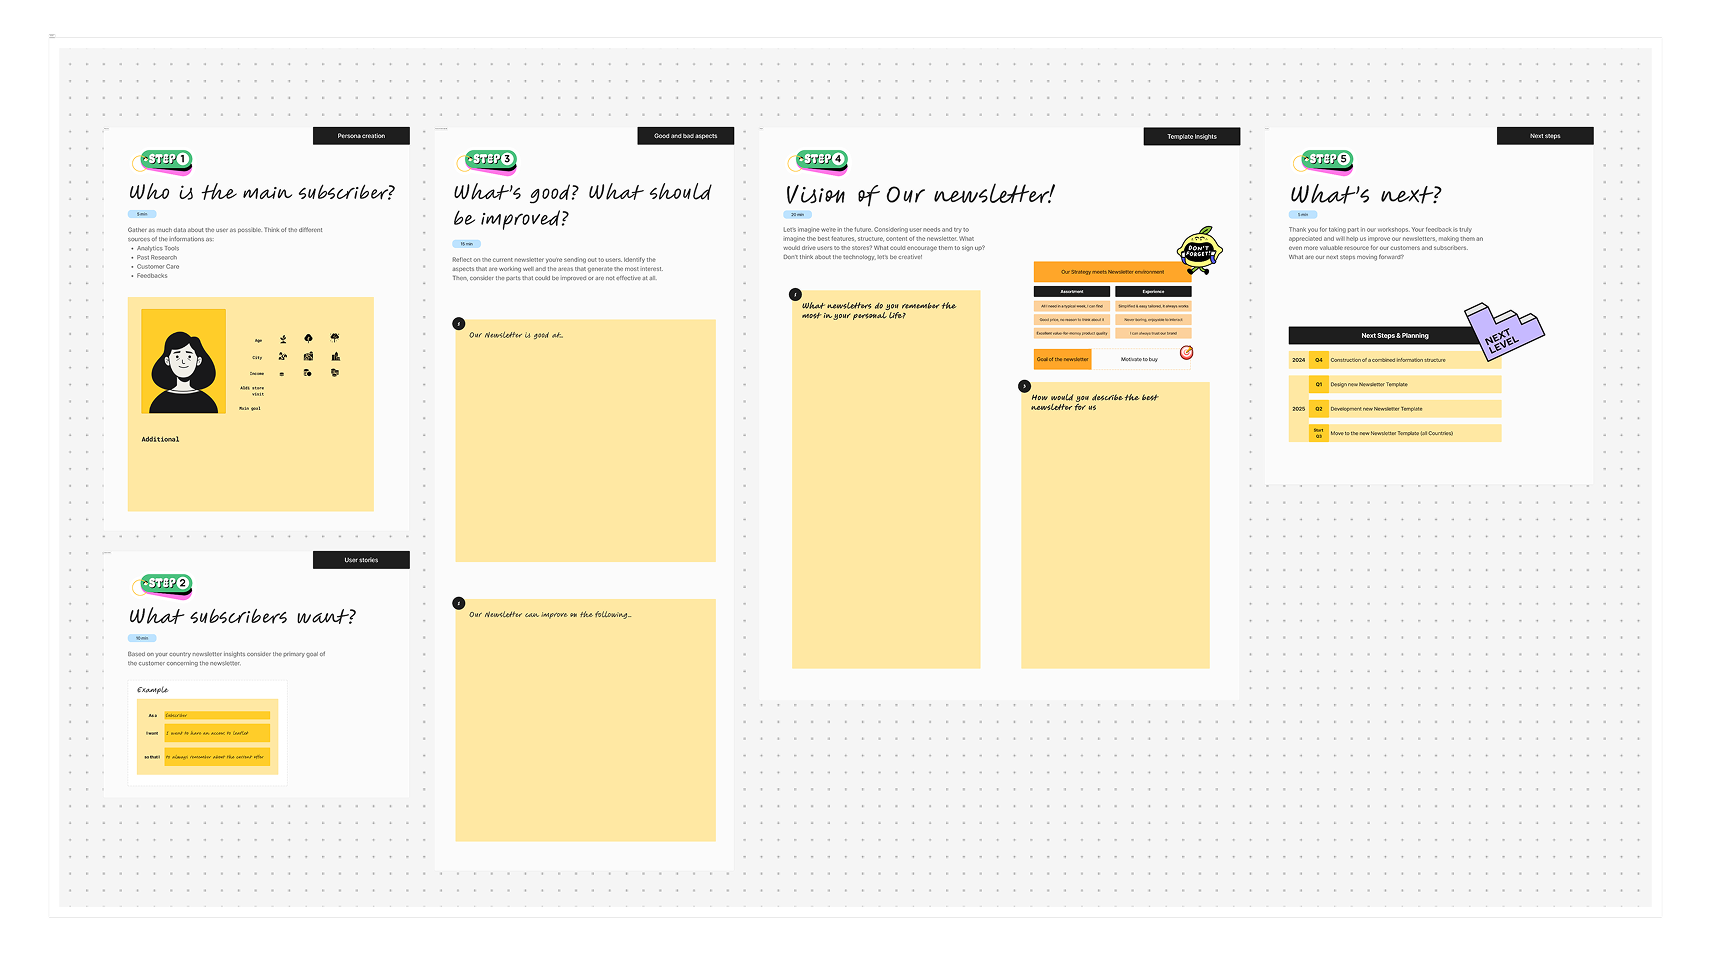 Persona creation
STEP 1
Who is the main subscriber?
5 min
Gather as much data about the user as possible. Think of the different
sources of the informations as:
• Analytics Tools
• Past Research
• Customer Care
• Feedbacks
Age
City
Income
Additional
Main goal
User stories
STEP 2
What subscribers want?
10 min
Based on your country newsletter insights consider the primary goal of
the customer concerning the newsletter.
Example
As a
Subscriber
I want
I want to have an access to leaflet
so that I
to always remember about the current offer
Good and bad aspects
STEP 3
What's good? What should
be improved?
15 min
Reflect on the current newsletter you're sending out to users. Identify the
aspects that are working well and the areas that generate the most interest.
Then, consider the parts that could be improved or are not effective at all.
1
Our Newsletter is good at...
Our Newsletter can improve on the following...
Template Insights
STEP 4
Vision of Our newsletter!
20 min
Let's imagine we're in the future. Considering user needs and try to
imagine the best features, structure, content of the newsletter. What
would drive users to the stores? What could encourage them to sign up?
Don't think about the technology, let's be creative!
DON'T
FORGET!
Our Strategy meets Newsletter environment
Assortment
Experience
All I need in a typical week, I can find
Simplified & easy tailored, it always works
Good price, no reason to think about it
Never boring, enjoyable to interact
Excellent value-for-money product quality
I can always trust our brand
Goal of the newsletter
Motivate to buy
1
What newsletters do you remember the
most in your personal life?
How would you describe the best
newsletter for us
Next steps
STEP 5
What's next?
5 min
Thank you for taking part in our workshops. Your feedback is truly
appreciated and will help us improve our newsletters, making them an
even more valuable resource for our customers and subscribers.
What are our next steps moving forward?
NEXT
LEVEL
Next Steps & Planning
2024
Q4
Construction of a combined information structure
Q1
Design new Newsletter Template
2025
Q2
Development new Newsletter Template
Start
Q3
Move to the new Newsletter Template (all Countries)